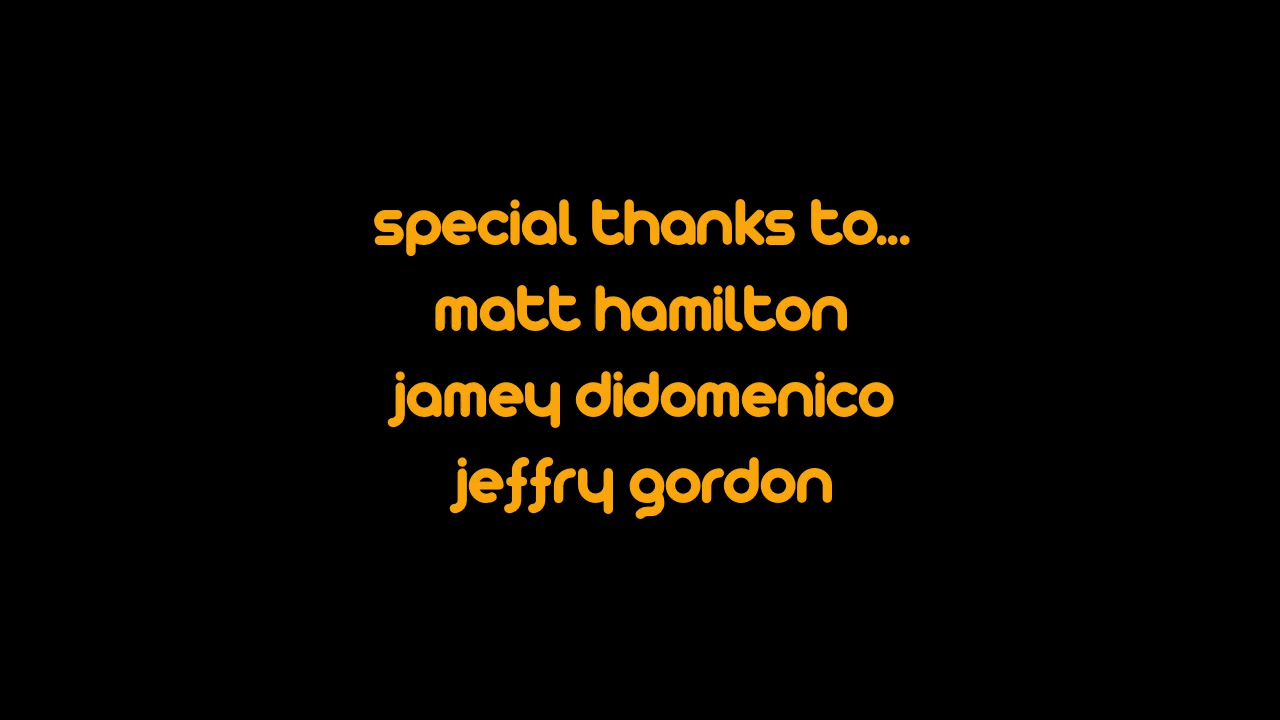 special thanks to...
matt hamilton
jamey didomenico
jeffry gordon